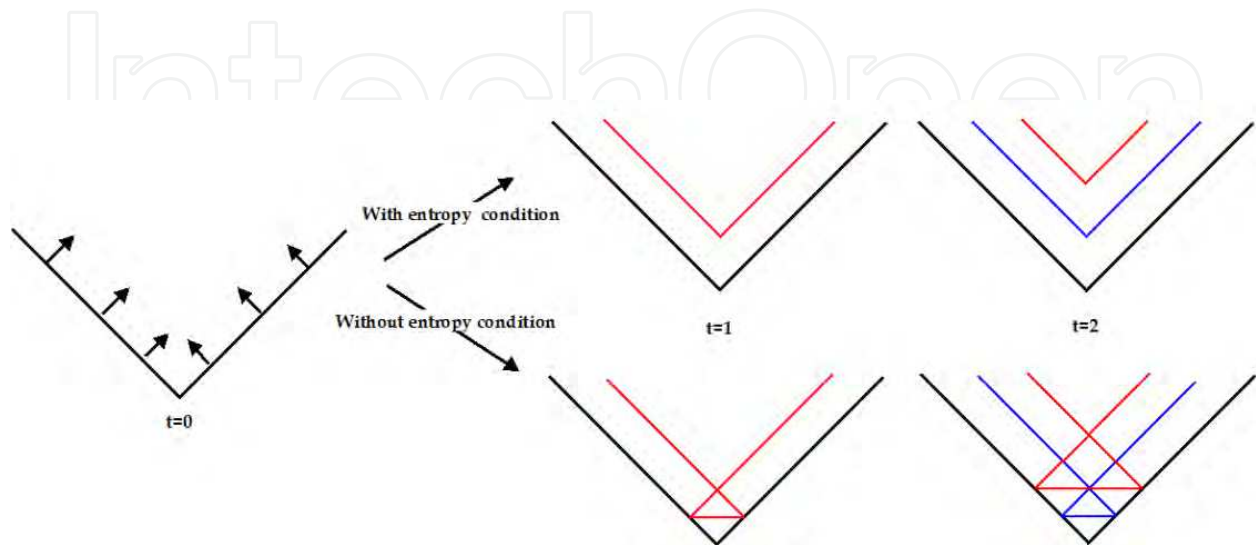 IntechOpen
With entropy condition
Without entropy condition
t=0
t=1
t=2